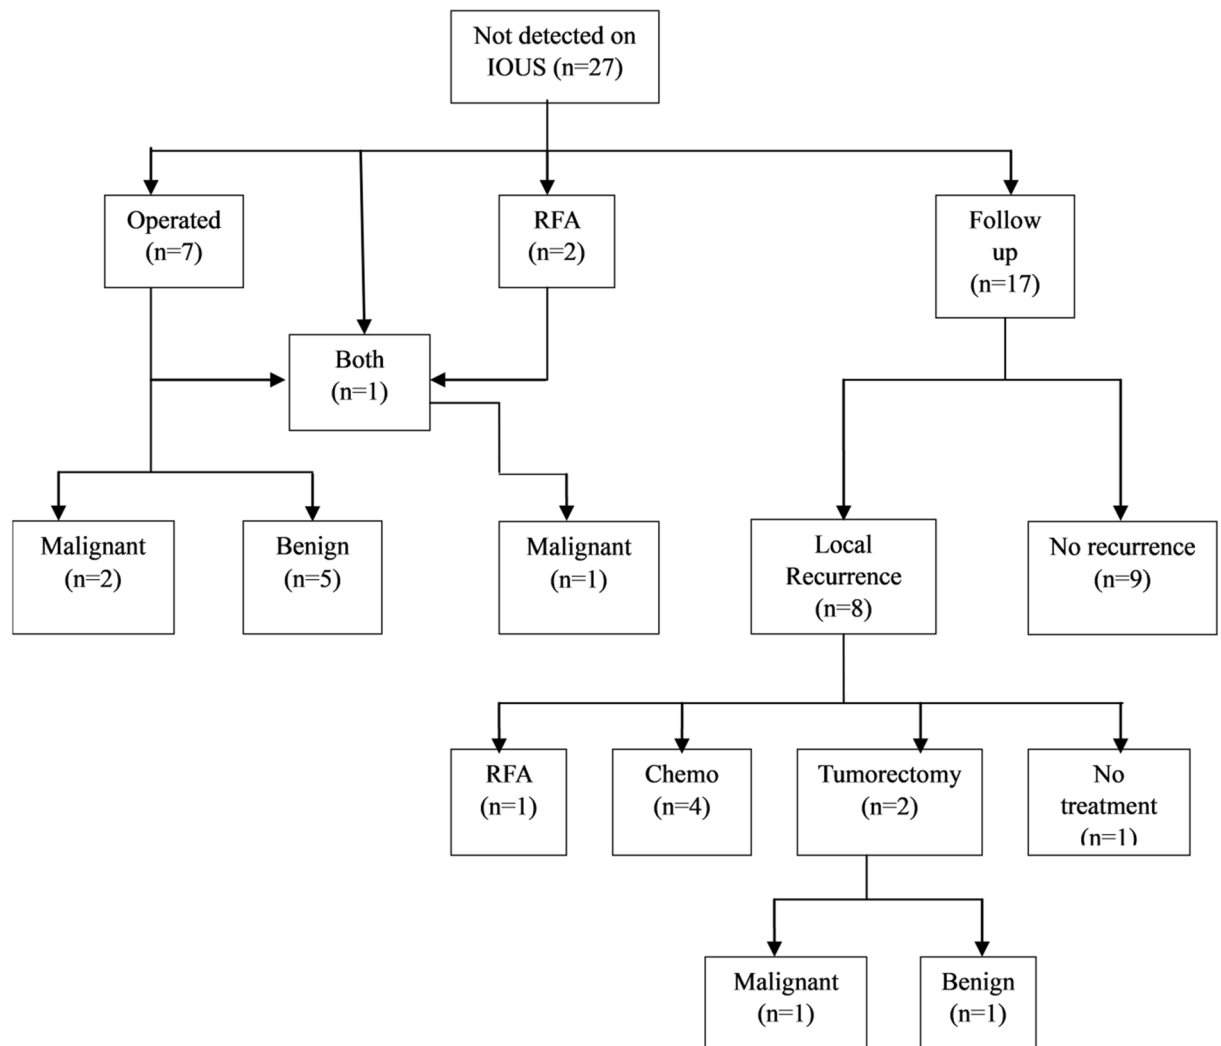 Not detected on
IOUS (n=27)
Operated
(n=7)
RFA
(n=2)
Follow
up
(n=17)
Both
(n=1)
Malignant
(n=2)
Benign
(n=5)
Malignant
(n=1)
Local
Recurrence
(n=8)
No recurrence
(n=9)
RFA
(n=1)
Chemo
(n=4)
Tumorectomy
(n=2)
No
treatment
(n=1)
Malignant
(n=1)
Benign
(n=1)